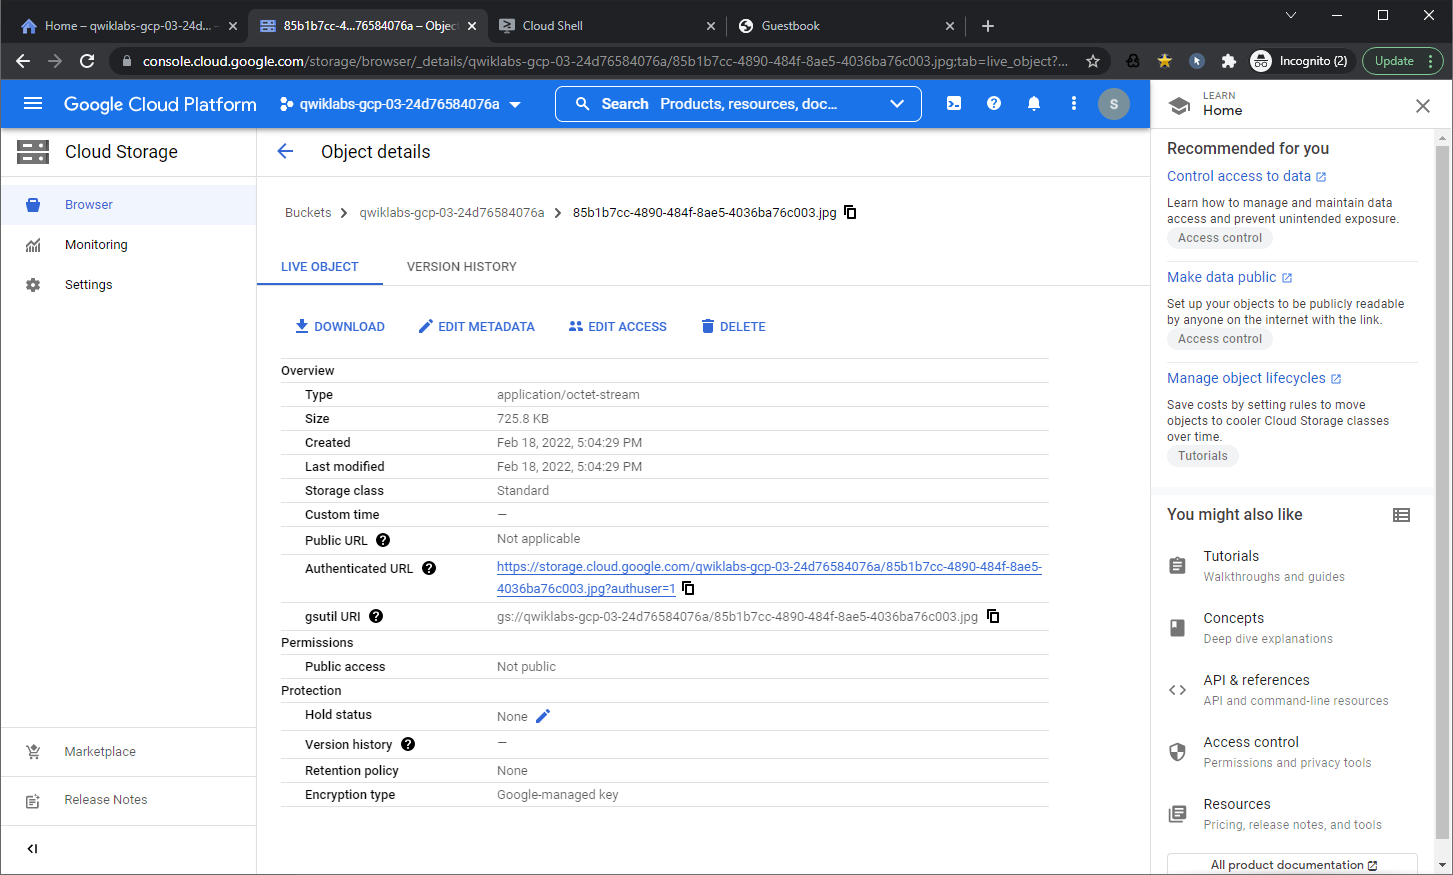 Home – qwiklabs-gcp-03-24d... –
85b1b7cc-4...76584076a – Object
Cloud Shell
Guestbook
console.cloud.google.com/storage/browser/_details/qwiklabs-gcp-03-24d76584076a/85b1b7cc-4890-484f-8ae5-4036ba76c003.jpg;tab=live_object?...
Incognito (2)
Update
Google Cloud Platform
qwiklabs-gcp-03-24d76584076a
Search Products, resources, doc...
S
LEARN
Home
Cloud Storage
Browser
Monitoring
Settings
Marketplace
Release Notes
Object details
Buckets
qwiklabs-gcp-03-24d76584076a
85b1b7cc-4890-484f-8ae5-4036ba76c003.jpg
LIVE OBJECT
VERSION HISTORY
DOWNLOAD
EDIT METADATA
EDIT ACCESS
DELETE
Overview
Type application/octet-stream
Size 725.8 KB
Created Feb 18, 2022, 5:04:29 PM
Last modified Feb 18, 2022, 5:04:29 PM
Storage class Standard
Custom time —
Public URL Not applicable
Authenticated URL https://storage.cloud.google.com/qwiklabs-gcp-03-24d76584076a/85b1b7cc-4890-484f-8ae5-
4036ba76c003.jpg?authuser=1
gsutil URI gs://qwiklabs-gcp-03-24d76584076a/85b1b7cc-4890-484f-8ae5-4036ba76c003.jpg
Permissions
Public access Not public
Protection
Hold status None
Version history —
Retention policy None
Encryption type Google-managed key
Recommended for you
Control access to data
Learn how to manage and maintain data
access and prevent unintended exposure.
Access control
Make data public
Set up your objects to be publicly readable
by anyone on the internet with the link.
Access control
Manage object lifecycles
Save costs by setting rules to move
objects to cooler Cloud Storage classes
over time.
Tutorials
You might also like
Tutorials
Walkthroughs and guides
Concepts
Deep dive explanations
API & references
API and command-line resources
Access control
Permissions and privacy tools
Resources
Pricing, release notes, and tools
All product documentation